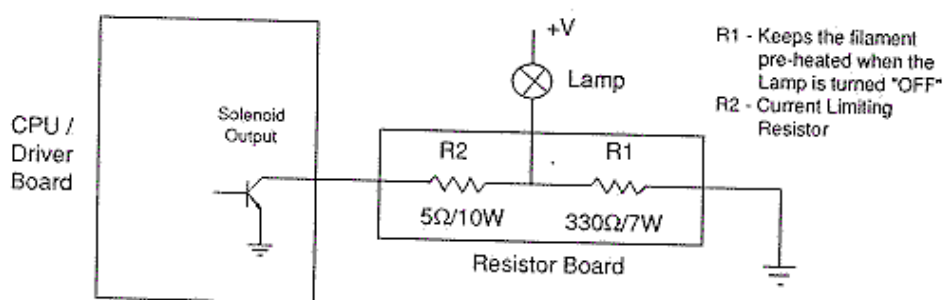 +V
Lamp
R1 - Keeps the filament
pre-heated when the
Lamp is turned "OFF"
R2 - Current Limiting
Resistor
CPU /
Driver
Board
Solenoid
Output
R2
R1
5Ω/10W
330Ω/7W
Resistor Board